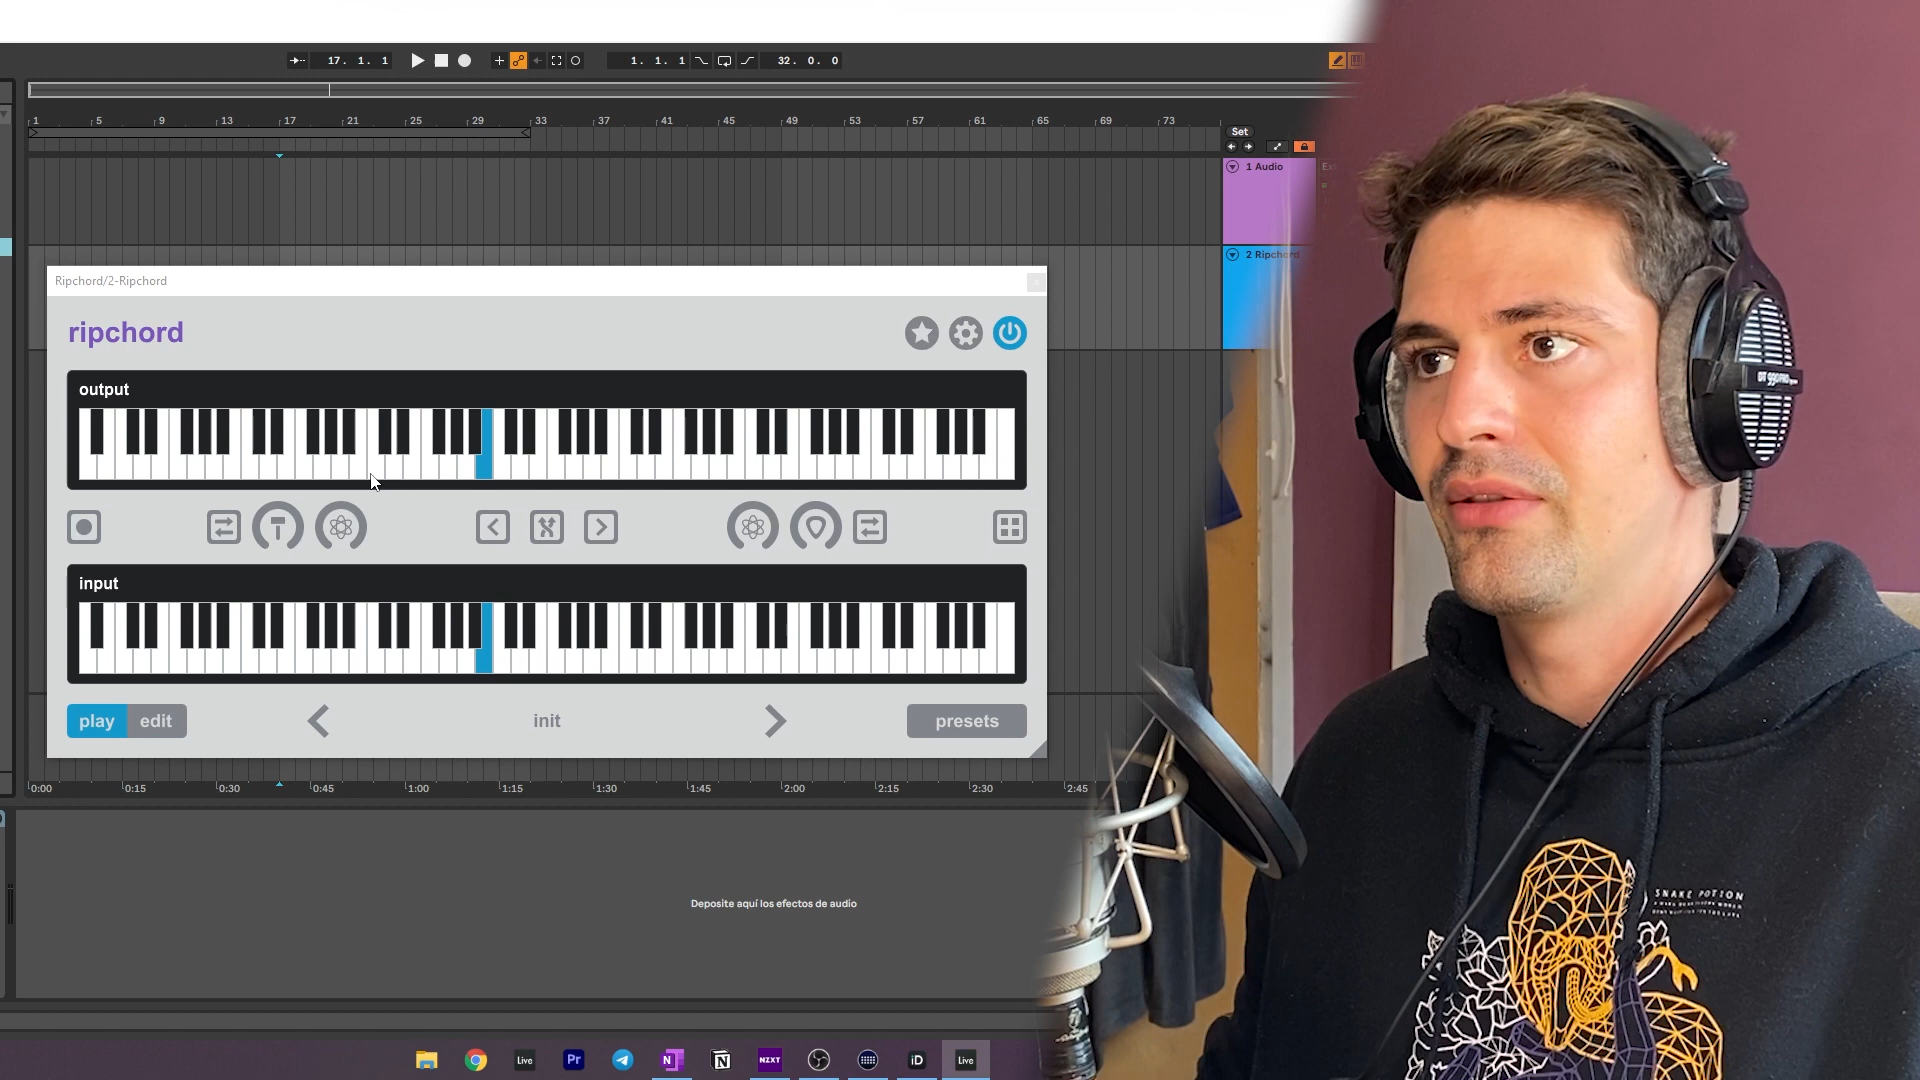 17. 1. 1
1. 1. 1
32. 0. 0
1 5 9 13 17 21 25 29 33 37 41 45 49 53 57 61 65 69 73
Set
1 Audio
2 Ripchord
Ripchord/2-Ripchord
ripchord
output
input
play edit
init
presets
0:00 0:15 0:30 0:45 1:00 1:15 1:30 1:45 2:00 2:15 2:30 2:45
Deposite aquí los efectos de audio
Live Pr N N NZXT iD Live
DT 990 PRO
SNAKE POTION